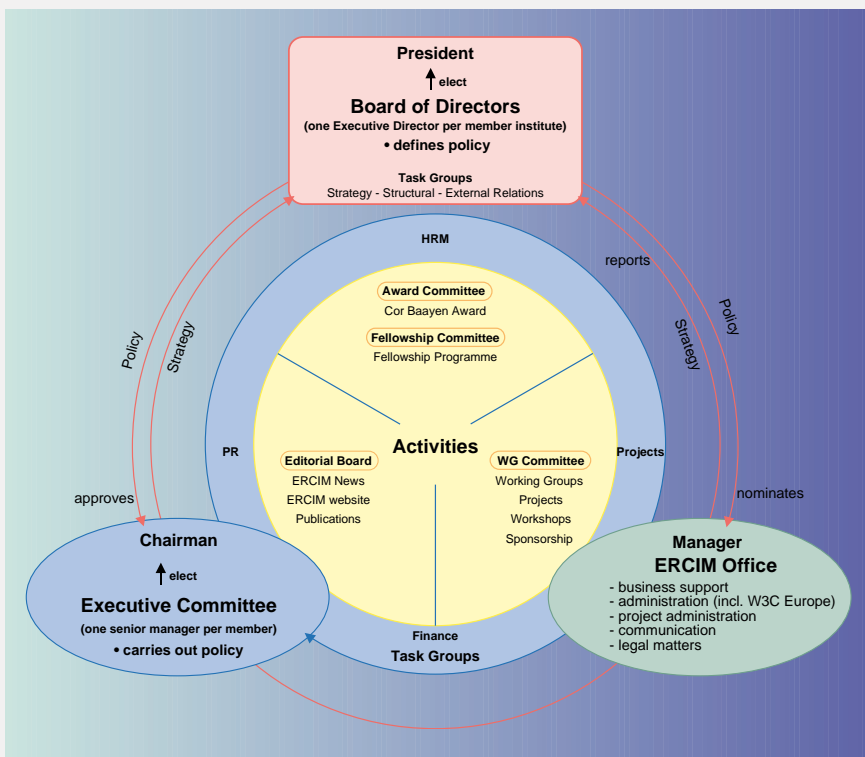 President
elect
Board of Directors
(one Executive Director per member institute)
• defines policy
Task Groups
Strategy - Structural - External Relations
HRM
reports
Policy
Strategy
Policy
Strategy
Award Committee
Cor Baayen Award
Fellowship Committee
Fellowship Programme
Activities
PR
Projects
Editorial Board
ERCIM News
ERCIM website
Publications
WG Committee
Working Groups
Projects
Workshops
Sponsorship
approves
nominates
Chairman
elect
Executive Committee
(one senior manager per member)
• carries out policy
Manager
ERCIM Office
- business support
- administration (incl. W3C Europe)
- project administration
- communication
- legal matters
Finance
Task Groups